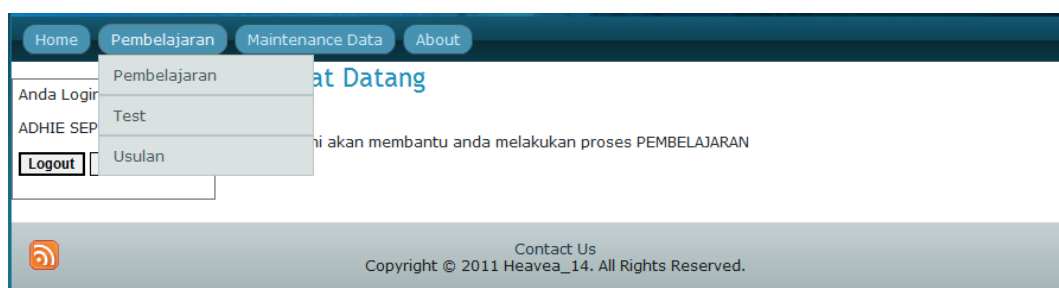 Home Pembelajaran Maintenance Data About
Pembelajaran
Test
Usulan
at Datang
Anda Login
ADHIE SEP
ni akan membantu anda melakukan proses PEMBELAJARAN
Logout
Contact Us
Copyright © 2011 Heavea_14. All Rights Reserved.